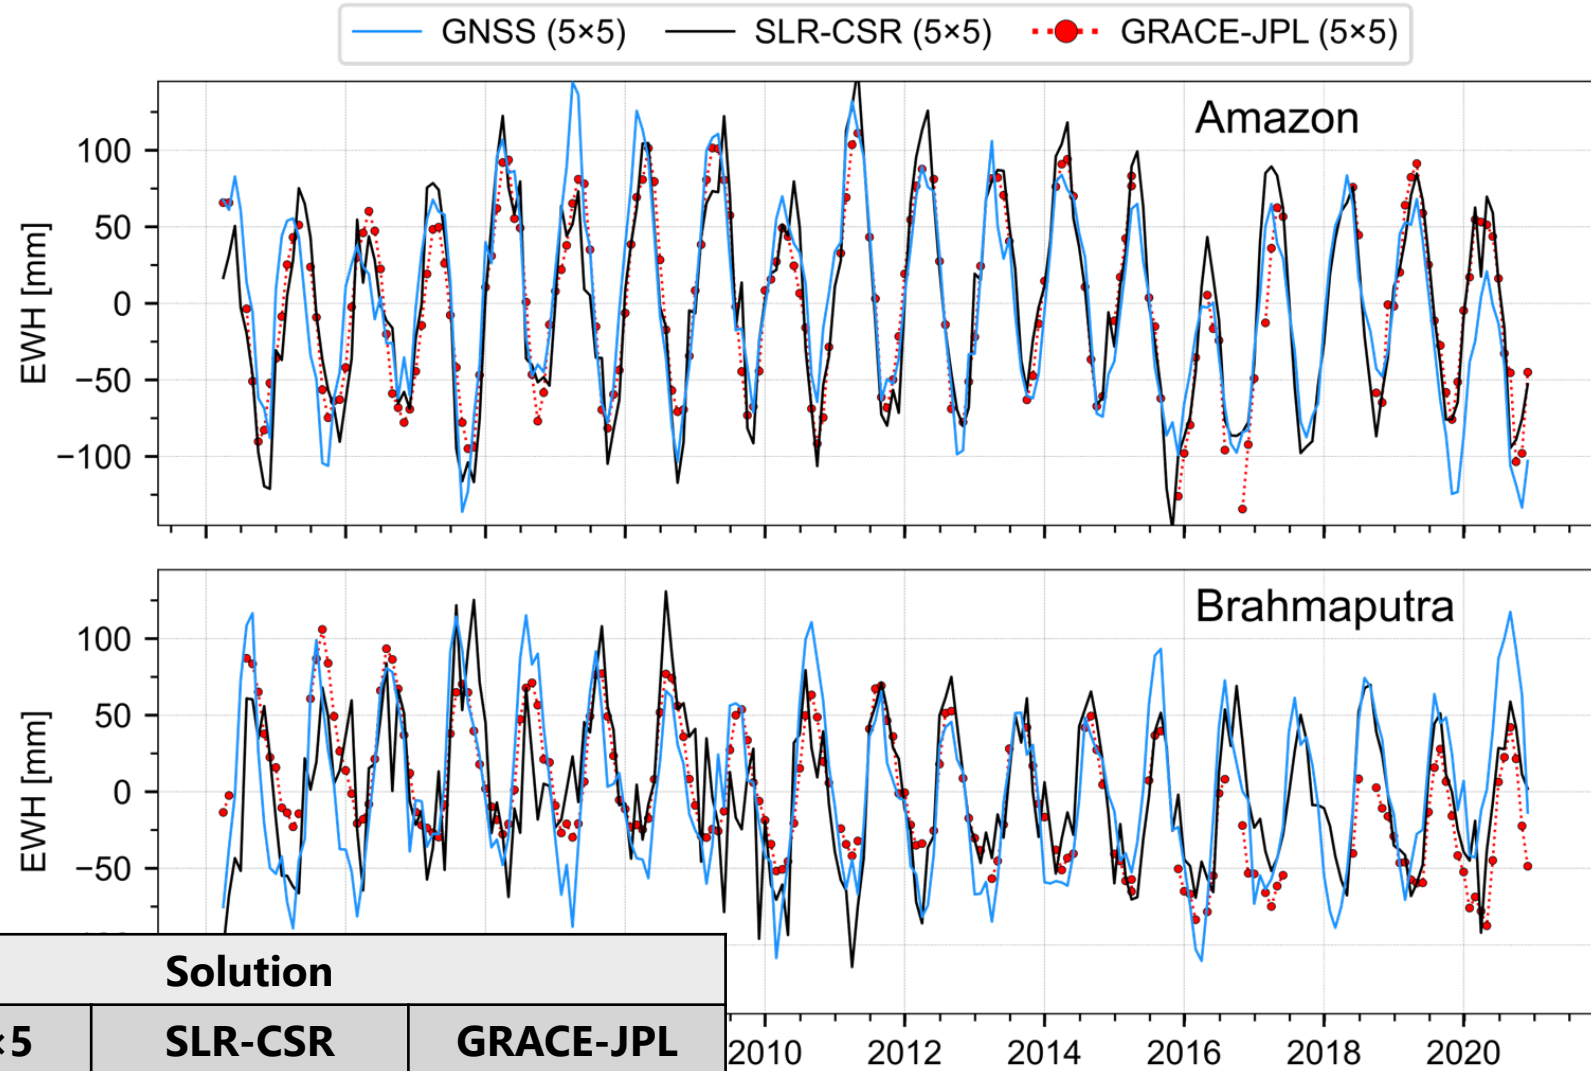 GNSS (5×5) SLR-CSR (5×5) GRACE-JPL (5×5)
Amazon
EWH [mm]
100
50
0
−50
−100
Brahmaputra
EWH [mm]
100
50
0
−50
Solution
×5 SLR-CSR GRACE-JPL
2010 2012 2014 2016 2018 2020